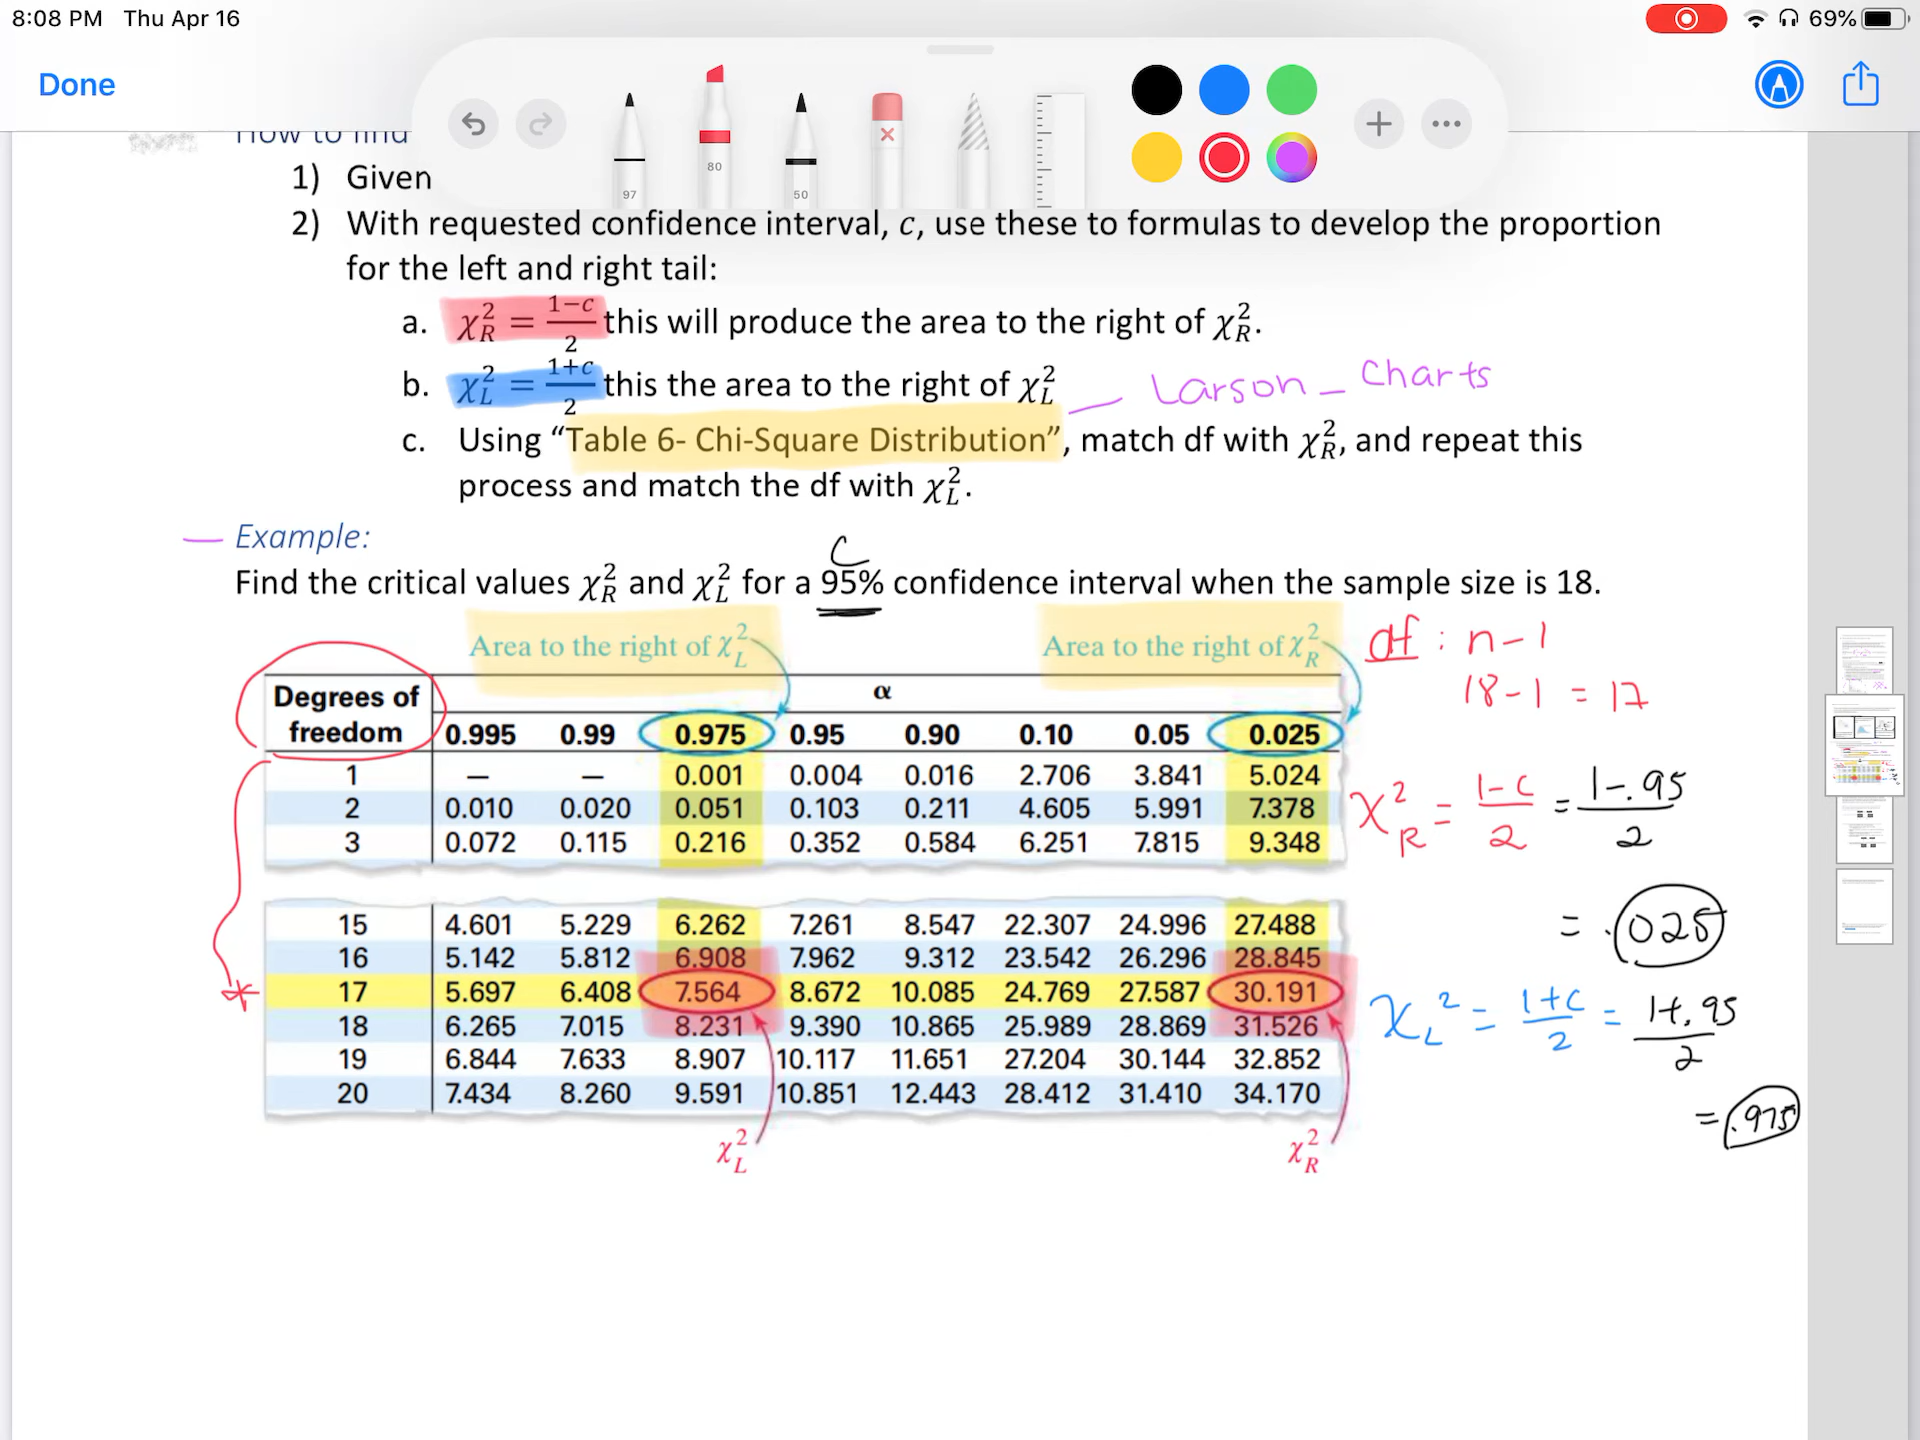 8:08 PM Thu Apr 16
69%
Done
97
80
50
How to find
1) Given
2) With requested confidence interval, c, use these to formulas to develop the proportion
for the left and right tail:
a. χ²R = (1−c)/2 this will produce the area to the right of χ²R.
b. χ²L = (1+c)/2 this the area to the right of χ²L
Larson - Charts
c. Using “Table 6- Chi-Square Distribution”, match df with χ²R, and repeat this
process and match the df with χ²L.
Example:
C
Find the critical values χ²R and χ²L for a 95% confidence interval when the sample size is 18.
Area to the right of χ²L Area to the right of χ²R
Degrees of freedom α
0.995 0.99 0.975 0.95 0.90 0.10 0.05 0.025
1 — — 0.001 0.004 0.016 2.706 3.841 5.024
2 0.010 0.020 0.051 0.103 0.211 4.605 5.991 7.378
3 0.072 0.115 0.216 0.352 0.584 6.251 7.815 9.348
15 4.601 5.229 6.262 7.261 8.547 22.307 24.996 27.488
16 5.142 5.812 6.908 7.962 9.312 23.542 26.296 28.845
17 5.697 6.408 7.564 8.672 10.085 24.769 27.587 30.191
18 6.265 7.015 8.231 9.390 10.865 25.989 28.869 31.526
19 6.844 7.633 8.907 10.117 11.651 27.204 30.144 32.852
20 7.434 8.260 9.591 10.851 12.443 28.412 31.410 34.170
χ²L χ²R
df : n-1
18-1 = 17
χ²R = (1-c)/2 = (1-.95)/2
= .025
χL² = (1+c)/2 = (1+.95)/2
= .975